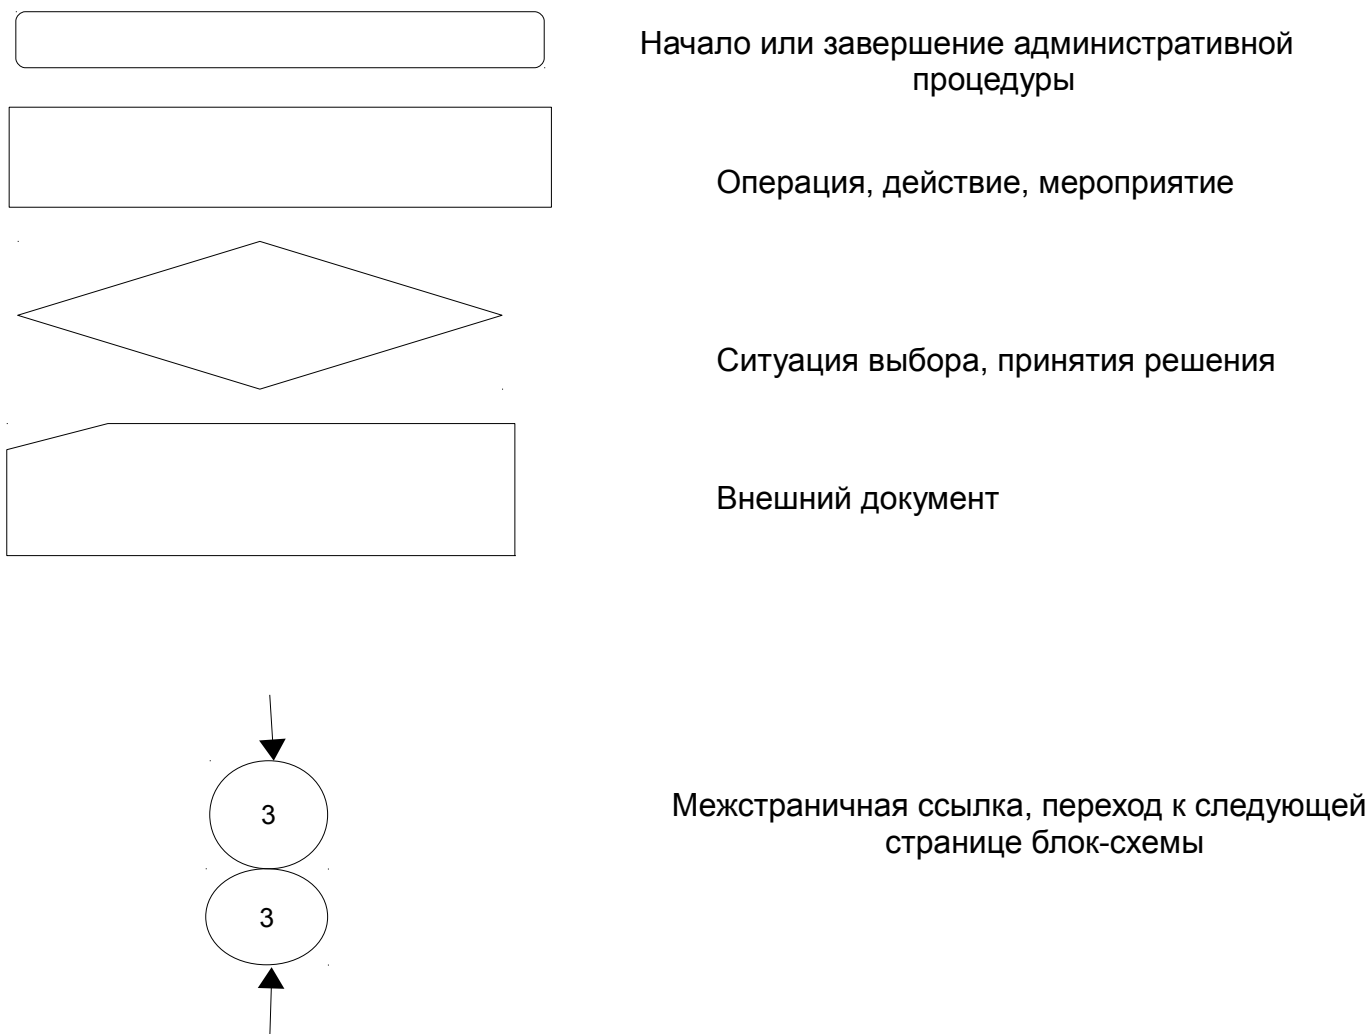 Начало или завершение административной
процедуры
Операция, действие, мероприятие
Ситуация выбора, принятия решения
Внешний документ
3
Межстраничная ссылка, переход к следующей
странице блок-схемы
3